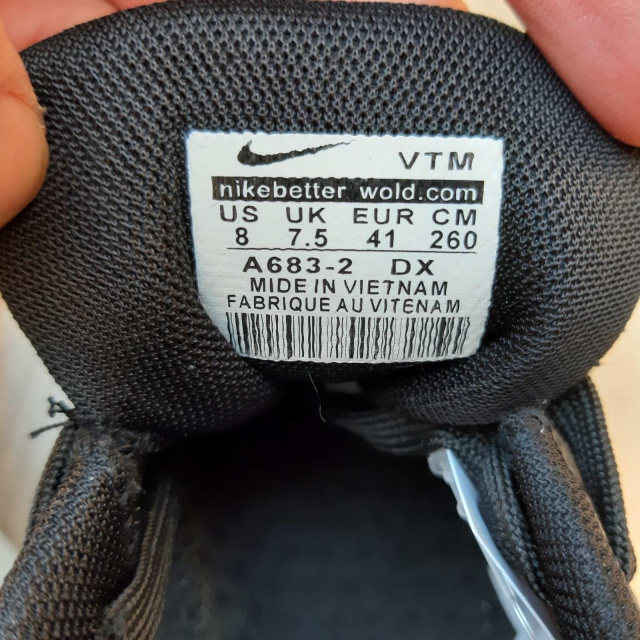 VTM
nikebetter wold.com
US UK EUR CM
8 7.5 41 260
A683-2 DX
MIDE IN VIETNAM
FABRIQUE AU VITENAM